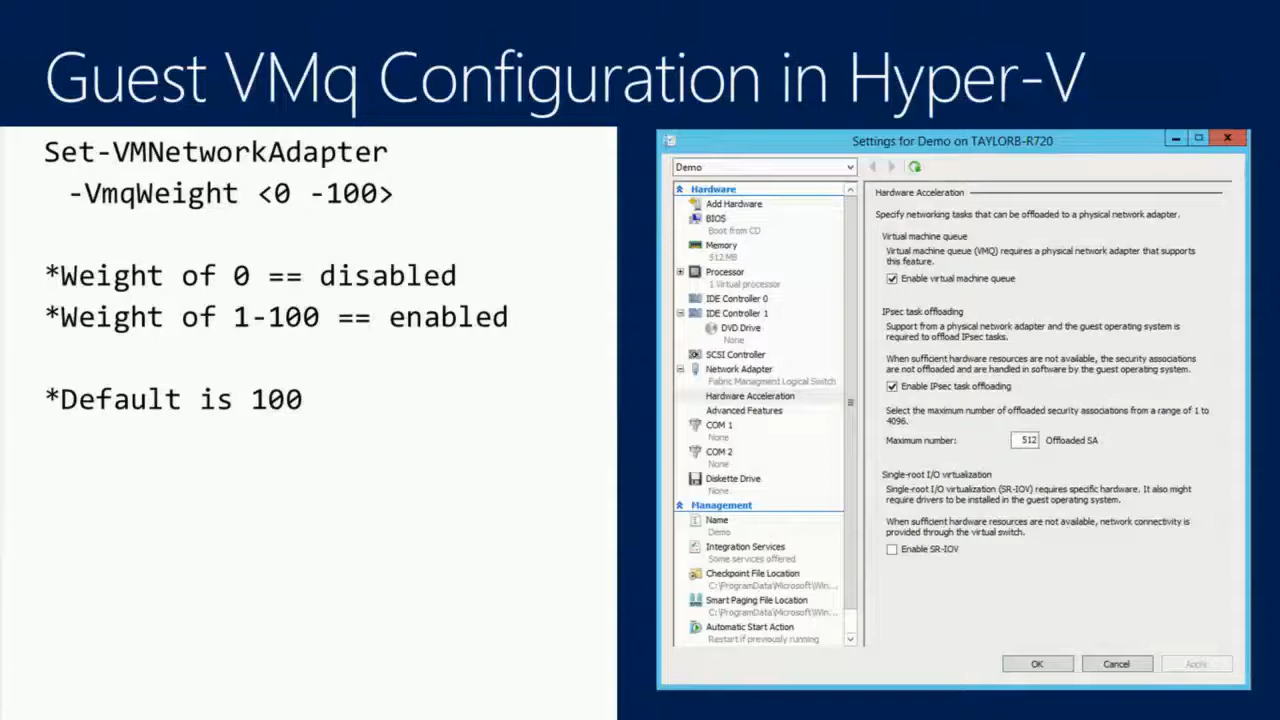 Guest VMq Configuration in Hyper-V
Set-VMNetworkAdapter
-VmqWeight <0 -100>
*Weight of 0 == disabled
*Weight of 1-100 == enabled
*Default is 100
Settings for Demo on TAYLORB-R720
Demo
Hardware
Add Hardware
BIOS
Boot from CD
Memory
512 MB
Processor
1 Virtual processor
IDE Controller 0
IDE Controller 1
DVD Drive
None
SCSI Controller
Network Adapter
Fabric Managment Logical Switch
Hardware Acceleration
Advanced Features
COM 1
None
COM 2
None
Diskette Drive
None
Management
Name
Demo
Integration Services
Some services offered
Checkpoint File Location
C:\ProgramData\Microsoft\Win...
Smart Paging File Location
C:\ProgramData\Microsoft\Win...
Automatic Start Action
Restart if previously running
Hardware Acceleration
Specify networking tasks that can be offloaded to a physical network adapter.
Virtual machine queue
Virtual machine queue (VMQ) requires a physical network adapter that supports
this feature.
Enable virtual machine queue
IPsec task offloading
Support from a physical network adapter and the guest operating system is
required to offload IPsec tasks.
When sufficient hardware resources are not available, the security associations
are not offloaded and are handled in software by the guest operating system.
Enable IPsec task offloading
Select the maximum number of offloaded security associations from a range of 1 to
4096.
Maximum number: 512 Offloaded SA
Single-root I/O virtualization
Single-root I/O virtualization (SR-IOV) requires specific hardware. It also might
require drivers to be installed in the guest operating system.
When sufficient hardware resources are not available, network connectivity is
provided through the virtual switch.
Enable SR-IOV
OK Cancel Apply